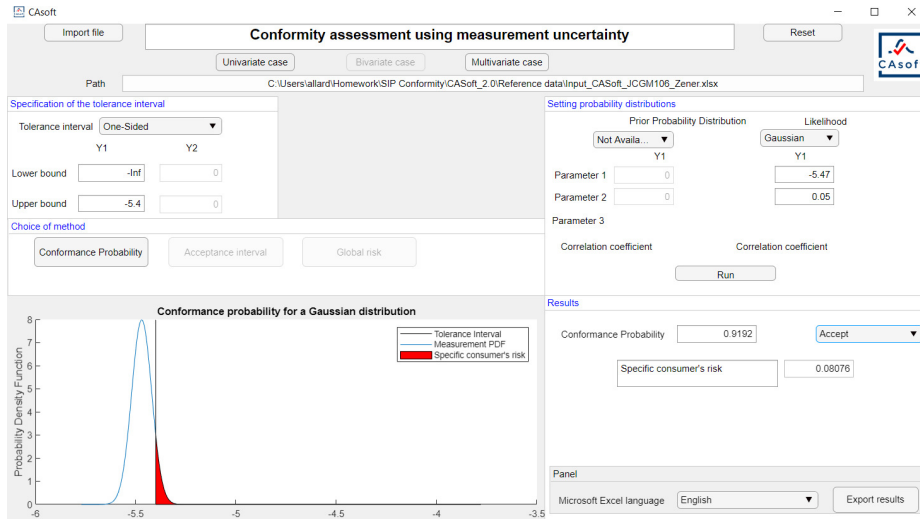 CAsoft
Import file
Conformity assessment using measurement uncertainty
Reset
CAsoft
Univariate case
Bivariate case
Multivariate case
Path
C:\Users\allard\Homework\SIP Conformity\CASoft_2.0\Reference data\Input_CASoft_JCGM106_Zener.xlsx
Specification of the tolerance interval
Tolerance interval One-Sided
Y1 Y2
Lower bound -Inf 0
Upper bound -5.4 0
Choice of method
Conformance Probability
Acceptance interval
Global risk
Setting probability distributions
Prior Probability Distribution Likelihood
Not Availa... Gaussian
Y1 Y1
Parameter 1 0 -5.47
Parameter 2 0 0.05
Parameter 3
Correlation coefficient Correlation coefficient
Run
Conformance probability for a Gaussian distribution
Tolerance Interval
Measurement PDF
Specific consumer's risk
Probability Density Function
8
7
6
5
4
3
2
1
0
-6 -5.5 -5 -4.5 -4 -3.5
Results
Conformance Probability 0.9192 Accept
Specific consumer's risk 0.08076
Panel
Microsoft Excel language English Export results